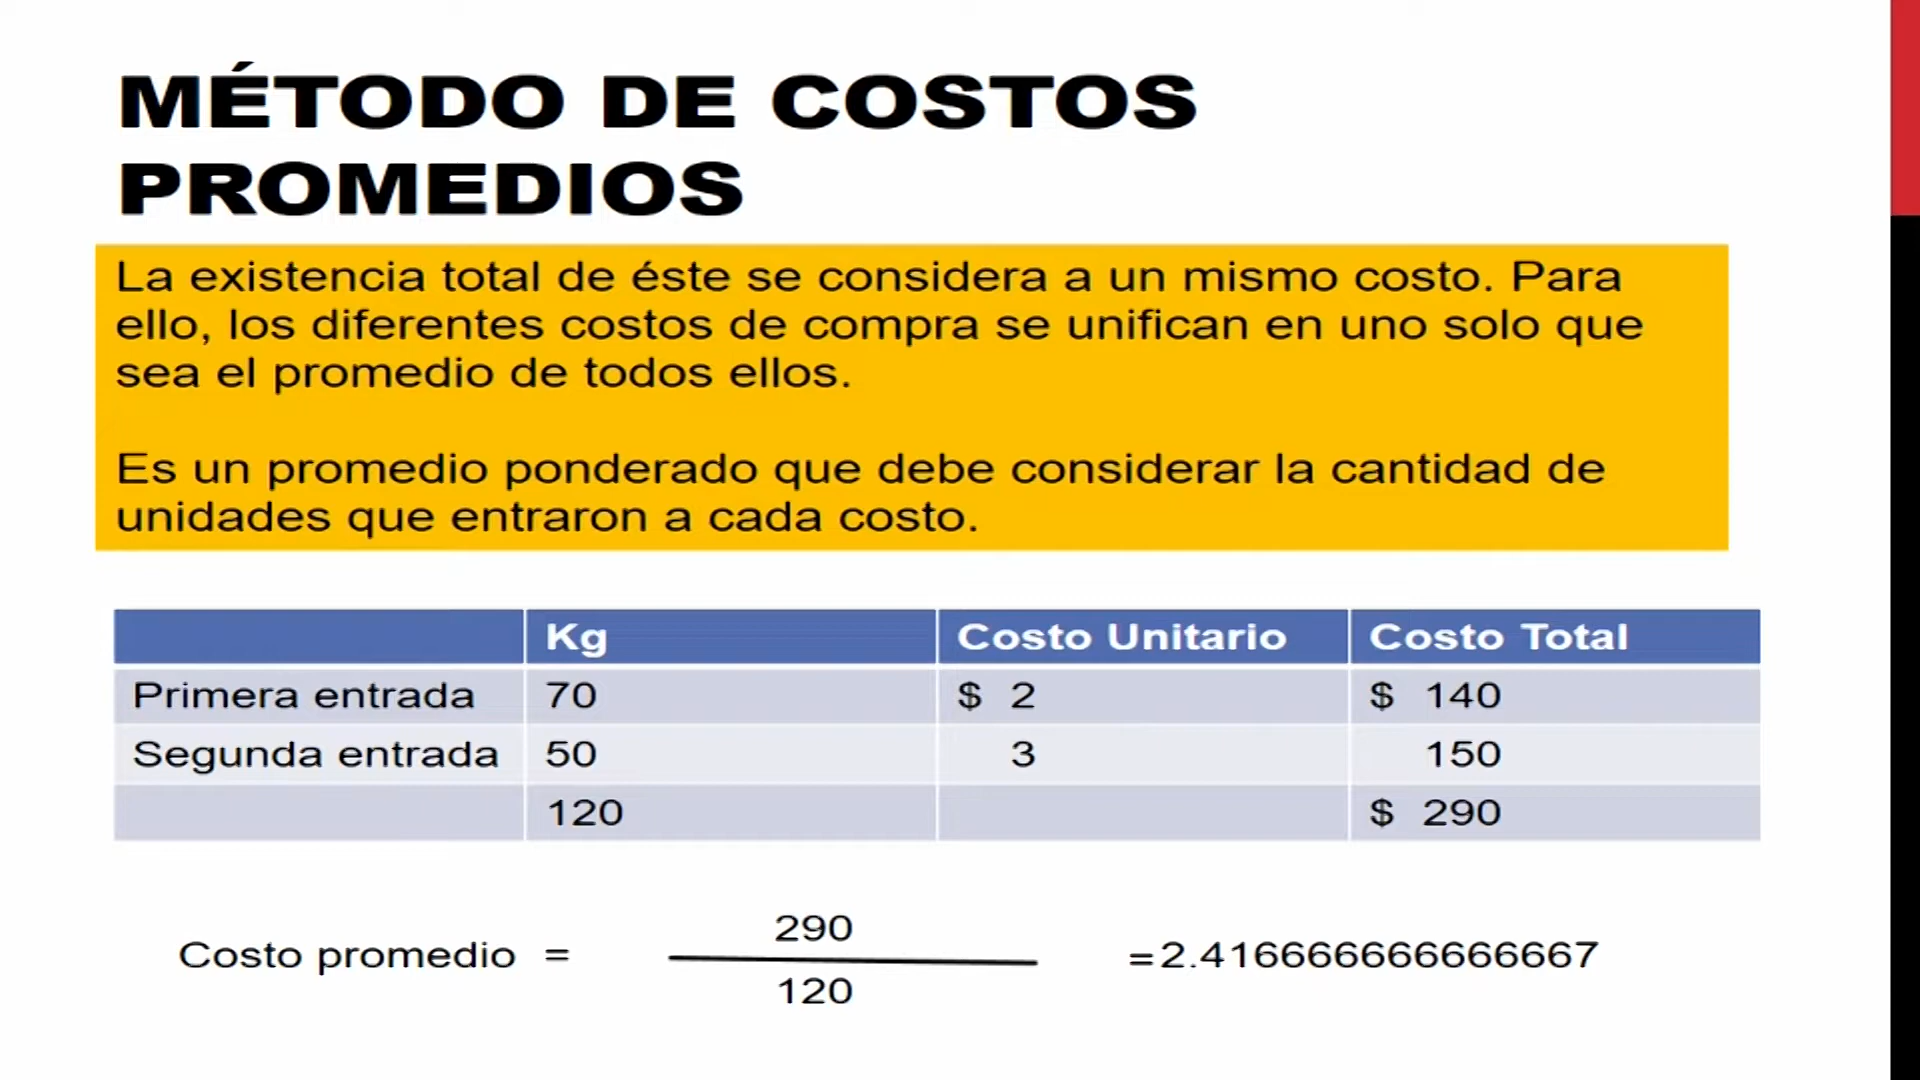 MÉTODO DE COSTOS
PROMEDIOS
La existencia total de éste se considera a un mismo costo. Para
ello, los diferentes costos de compra se unifican en uno solo que
sea el promedio de todos ellos.
Es un promedio ponderado que debe considerar la cantidad de
unidades que entraron a cada costo.
Kg Costo Unitario Costo Total
Primera entrada 70 $ 2 $ 140
Segunda entrada 50 3 150
120 $ 290
290
Costo promedio = =2.416666666666667
120